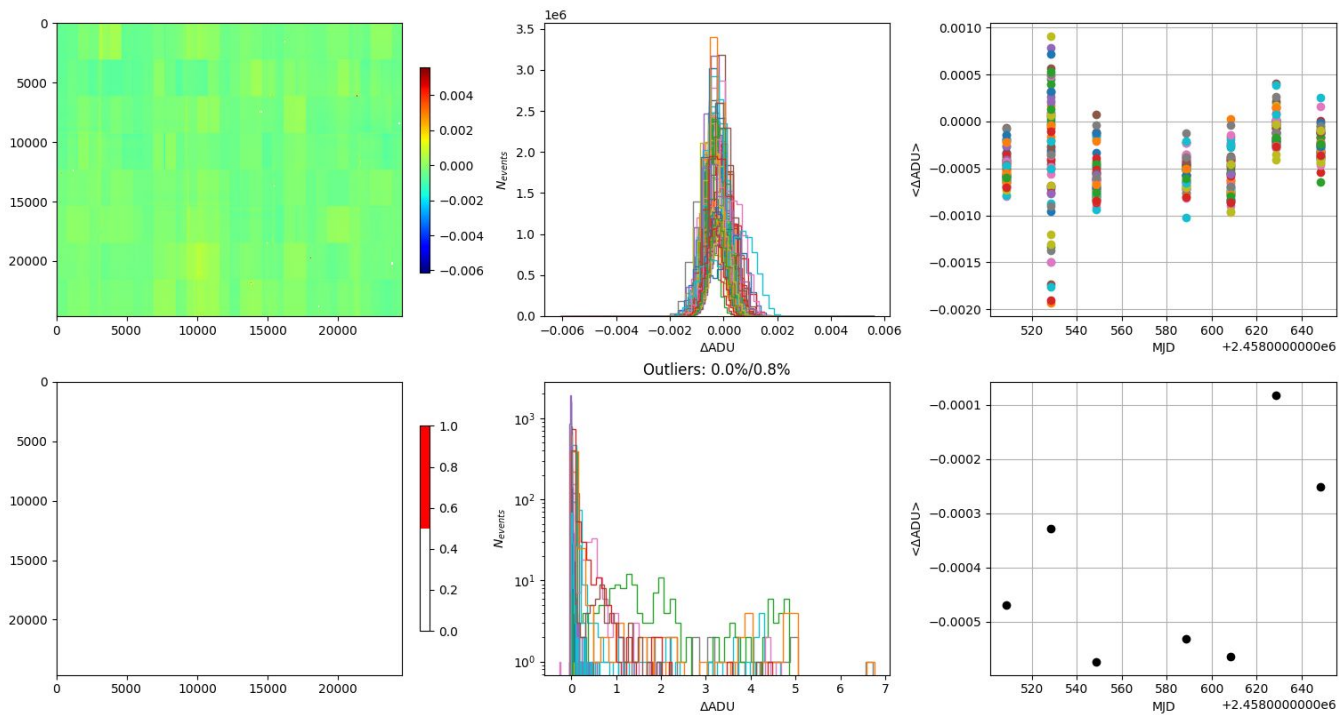 0
5000
10000
15000
20000
0 5000 10000 15000 20000
0.004
0.002
0.000
−0.002
−0.004
−0.006
1e6
3.5
3.0
2.5
2.0
1.5
1.0
0.5
0.0
N_events
−0.006 −0.004 −0.002 0.000 0.002 0.004 0.006
ΔADU
0.0010
0.0005
0.0000
−0.0005
−0.0010
−0.0015
−0.0020
<ΔADU>
520 540 560 580 600 620 640
MJD +2.4580000000e6
0
5000
10000
15000
20000
0 5000 10000 15000 20000
1.0
0.8
0.6
0.4
0.2
0.0
Outliers: 0.0%/0.8%
10³
10²
10¹
10⁰
N_events
0 1 2 3 4 5 6 7
ΔADU
−0.0001
−0.0002
−0.0003
−0.0004
−0.0005
<ΔADU>
520 540 560 580 600 620 640
MJD +2.4580000000e6